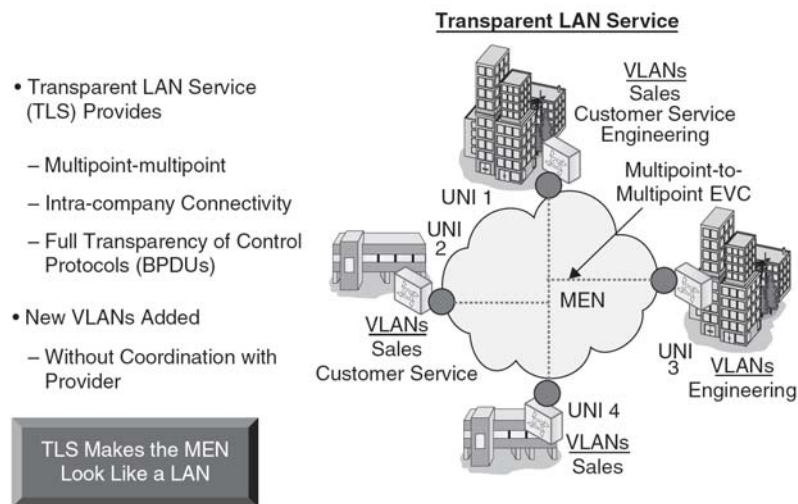 Transparent LAN Service
• Transparent LAN Service
(TLS) Provides
– Multipoint-multipoint
– Intra-company Connectivity
– Full Transparency of Control
Protocols (BPDUs)
• New VLANs Added
– Without Coordination with
Provider
TLS Makes the MEN
Look Like a LAN
VLANs
Sales
Customer Service
Engineering
Multipoint-to-
Multipoint EVC
UNI 1
UNI
2
MEN
VLANs
Sales
Customer Service
UNI
3
VLANs
Engineering
UNI 4
VLANs
Sales